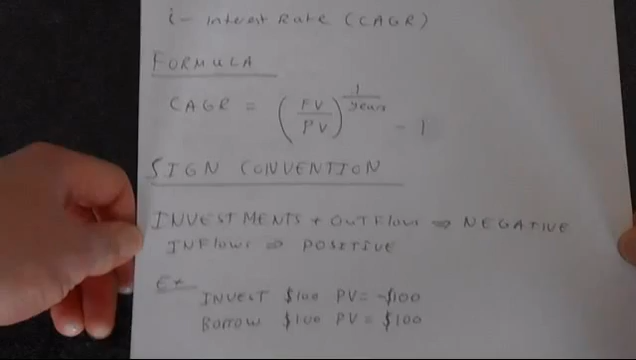 i - Interest Rate (CAGR)
FORMULA
CAGR = (FV/PV)^(1/years) - 1
SIGN CONVENTION
INVESTMENTS + OUTFLOWS => NEGATIVE
INFLOWS => POSITIVE
Ex
INVEST $100 PV = -$100
BORROW $100 PV = $100